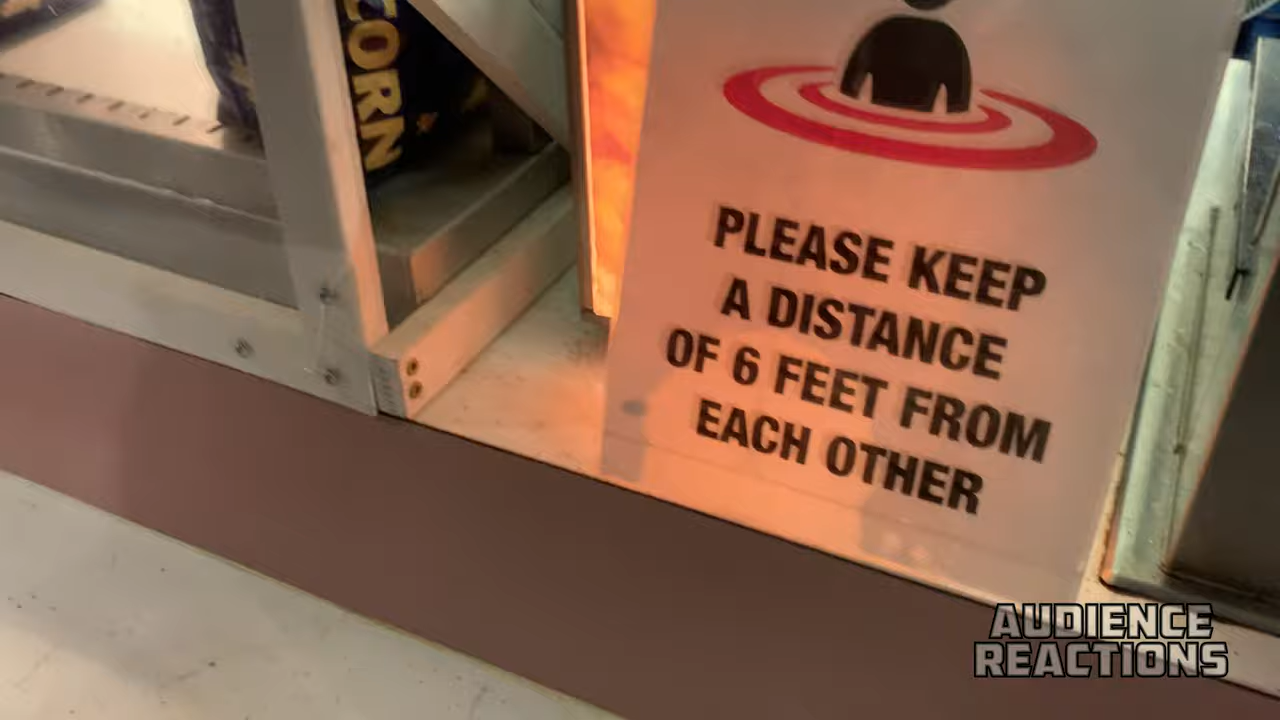 CORN
PLEASE KEEP
A DISTANCE
OF 6 FEET FROM
EACH OTHER
AUDIENCE
REACTIONS